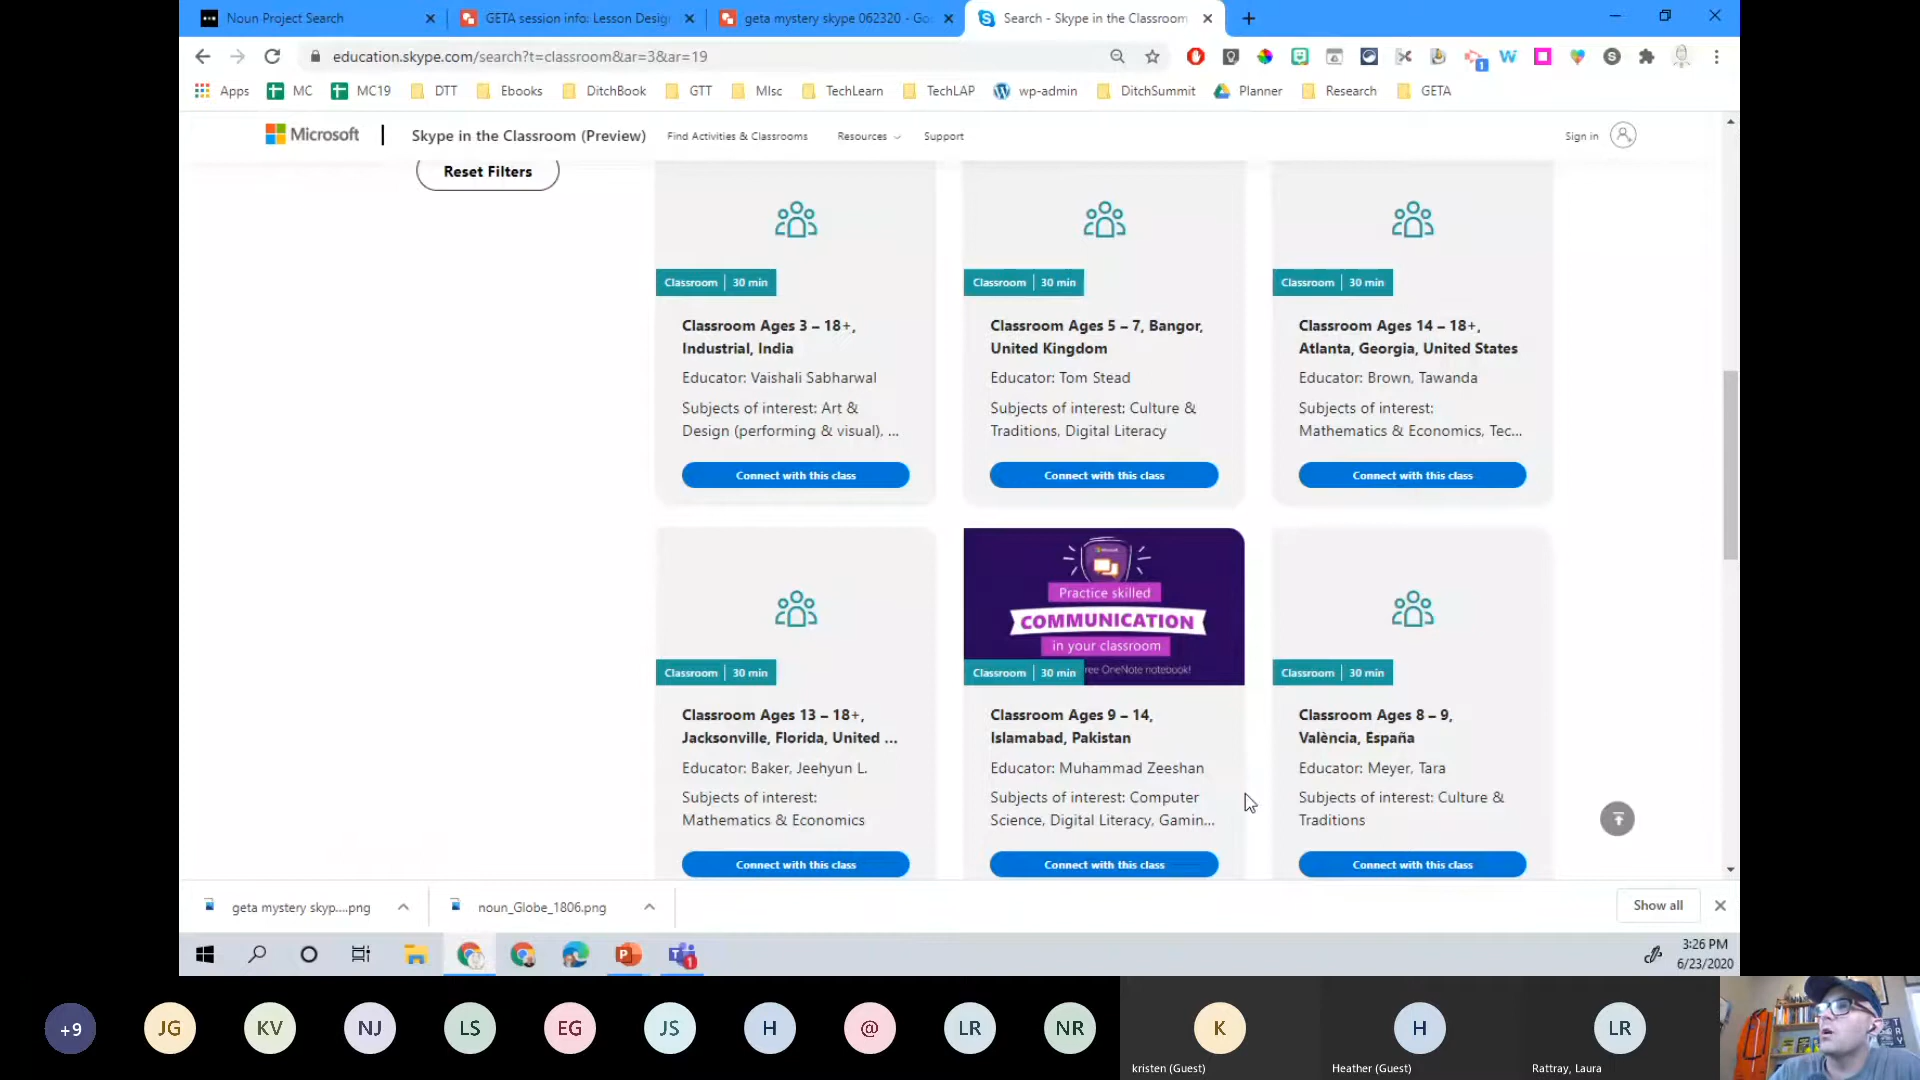 Noun Project Search
GETA session info: Lesson Desig
geta mystery skype 062320 - Go
Search - Skype in the Classroom
education.skype.com/search?t=classroom&ar=3&ar=19
1
Apps
MC
MC19
DTT
Ebooks
DitchBook
GTT
MIsc
TechLearn
TechLAP
wp-admin
DitchSummit
Planner
Research
GETA
Microsoft
Skype in the Classroom (Preview)
Find Activities & Classrooms
Resources
Support
Sign in
Reset Filters
Classroom | 30 min
Classroom Ages 3 – 18+,
Industrial, India
Educator: Vaishali Sabharwal
Subjects of interest: Art &
Design (performing & visual), ...
Connect with this class
Classroom | 30 min
Classroom Ages 5 – 7, Bangor,
United Kingdom
Educator: Tom Stead
Subjects of interest: Culture &
Traditions, Digital Literacy
Connect with this class
Classroom | 30 min
Classroom Ages 14 – 18+,
Atlanta, Georgia, United States
Educator: Brown, Tawanda
Subjects of interest:
Mathematics & Economics, Tec...
Connect with this class
Classroom | 30 min
Classroom Ages 13 – 18+,
Jacksonville, Florida, United ...
Educator: Baker, Jeehyun L.
Subjects of interest:
Mathematics & Economics
Connect with this class
Practice skilled
COMMUNICATION
in your classroom
ree OneNote notebook!
Classroom | 30 min
Classroom Ages 9 – 14,
Islamabad, Pakistan
Educator: Muhammad Zeeshan
Subjects of interest: Computer
Science, Digital Literacy, Gamin...
Connect with this class
Classroom | 30 min
Classroom Ages 8 – 9,
València, España
Educator: Meyer, Tara
Subjects of interest: Culture &
Traditions
Connect with this class
geta mystery skyp....png
noun_Globe_1806.png
Show all
1
3:26 PM
6/23/2020
+9
JG
KV
NJ
LS
EG
JS
H
@
LR
NR
K
kristen (Guest)
H
Heather (Guest)
LR
Rattray, Laura